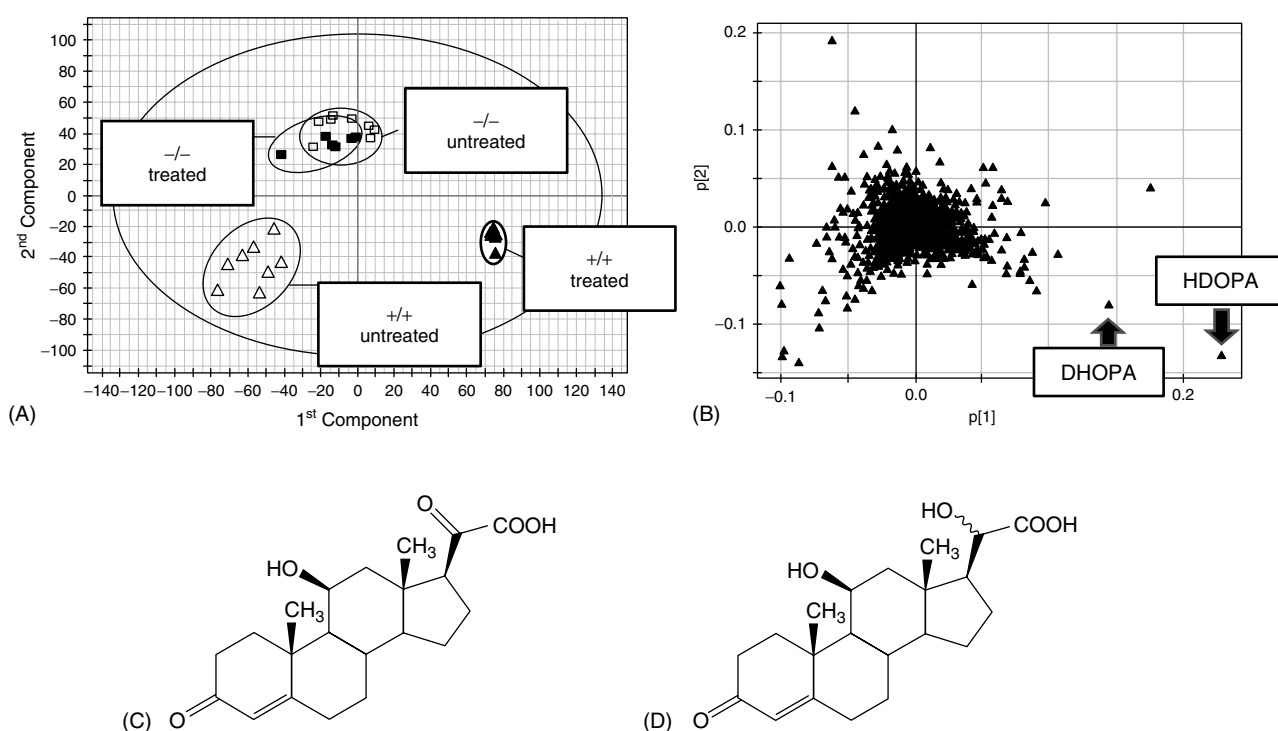 100
80
60
40
20
0
−20
−40
−60
−80
−100
2nd Component
−140 −120 −100 −80 −60 −40 −20 0 20 40 60 80 100 120 140
1st Component
−/−
treated
−/−
untreated
+/+
untreated
+/+
treated
(A)
0.2
0.1
0.0
−0.1
p[2]
−0.1 0.0 0.2
p[1]
HDOPA
DHOPA
(B)
O
COOH
CH3
HO
CH3
O
(C)
HO
COOH
CH3
HO
CH3
O
(D)